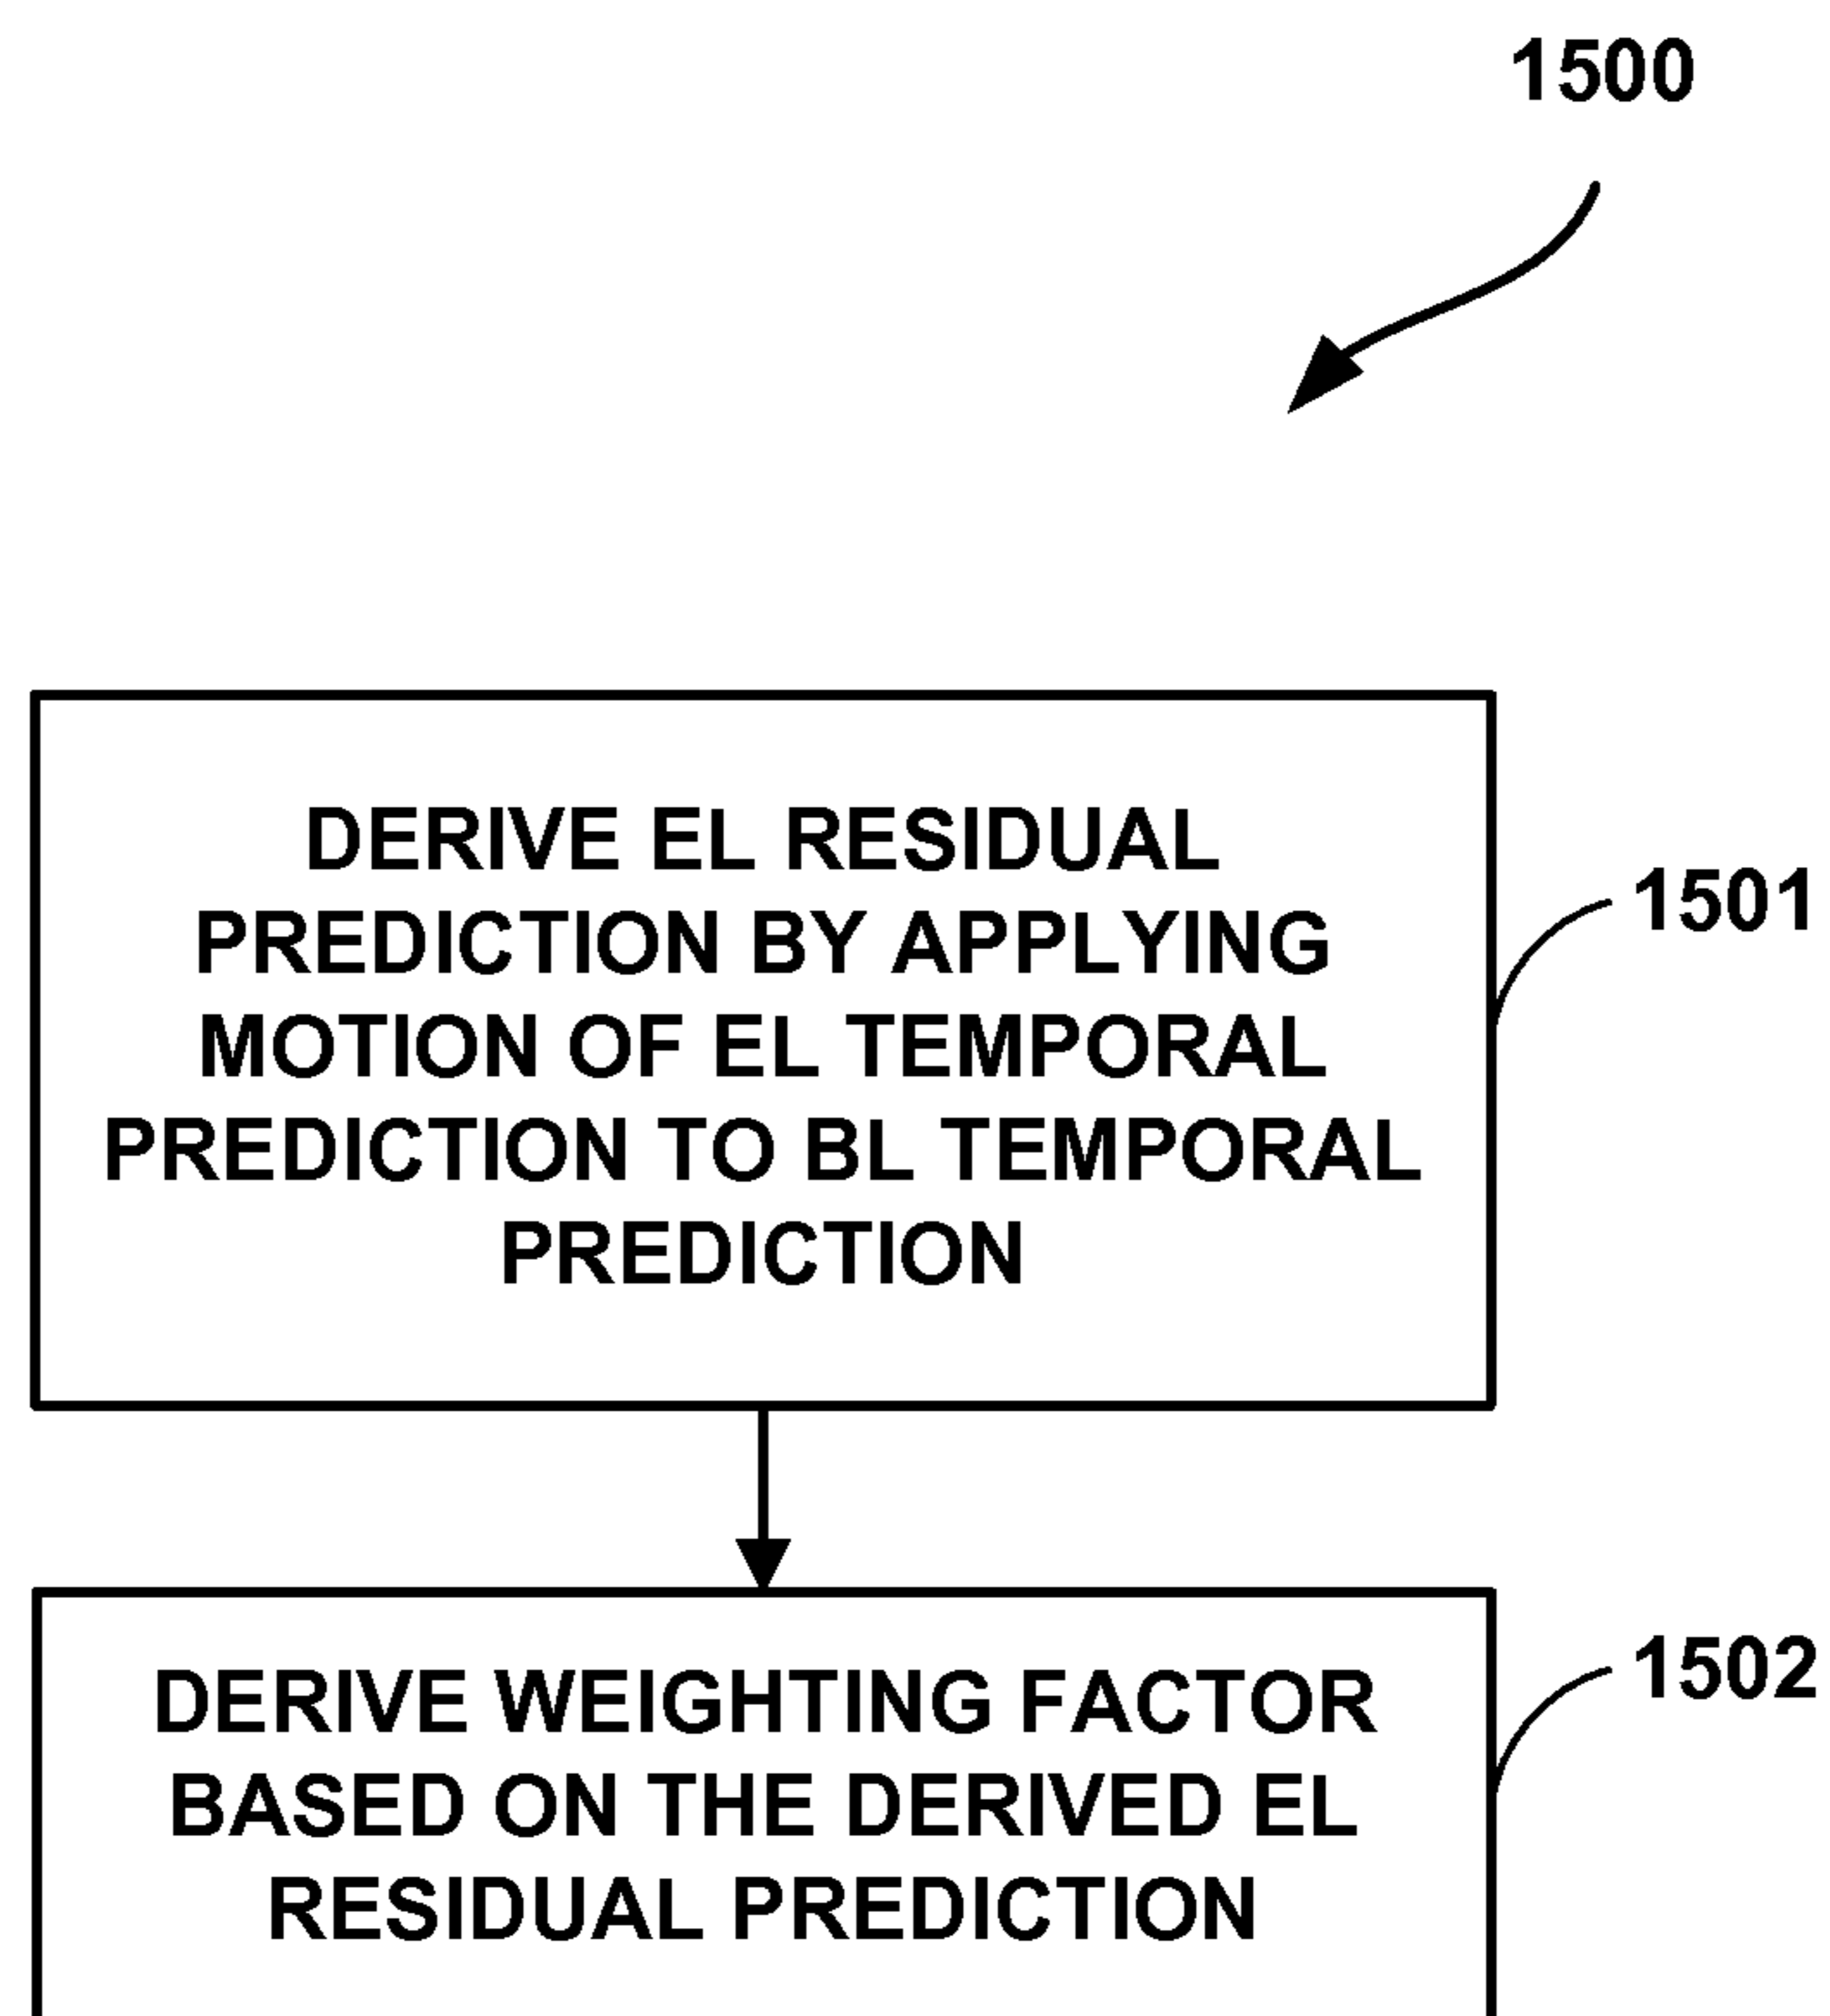 1500
DERIVE EL RESIDUAL
PREDICTION BY APPLYING
MOTION OF EL TEMPORAL
PREDICTION TO BL TEMPORAL
PREDICTION
1501
DERIVE WEIGHTING FACTOR
BASED ON THE DERIVED EL
RESIDUAL PREDICTION
1502